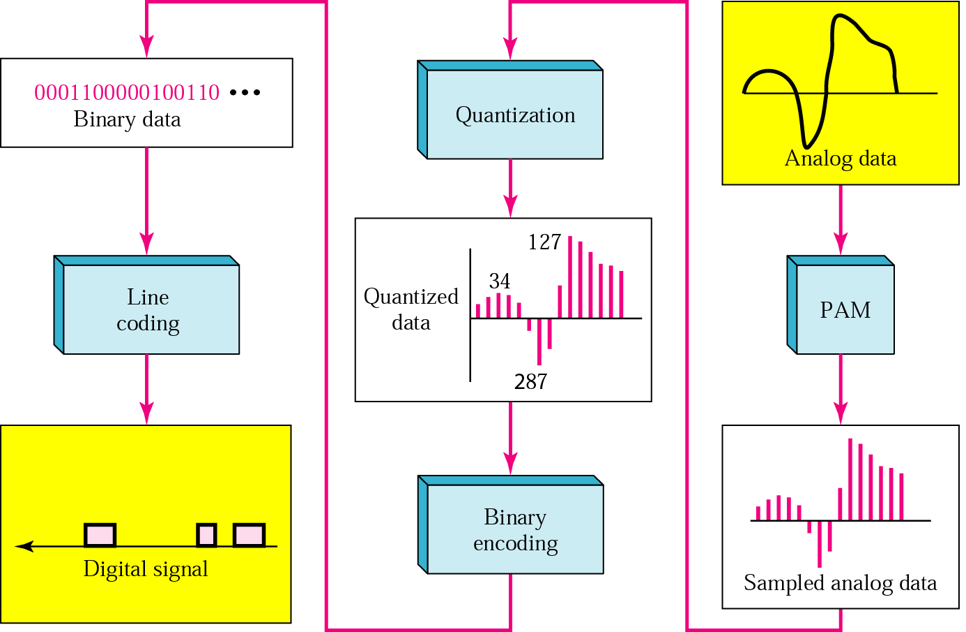 0001100000100110 •••
Binary data
Line
coding
Digital signal
Quantization
127
34
Quantized
data
287
Binary
encoding
Analog data
PAM
Sampled analog data